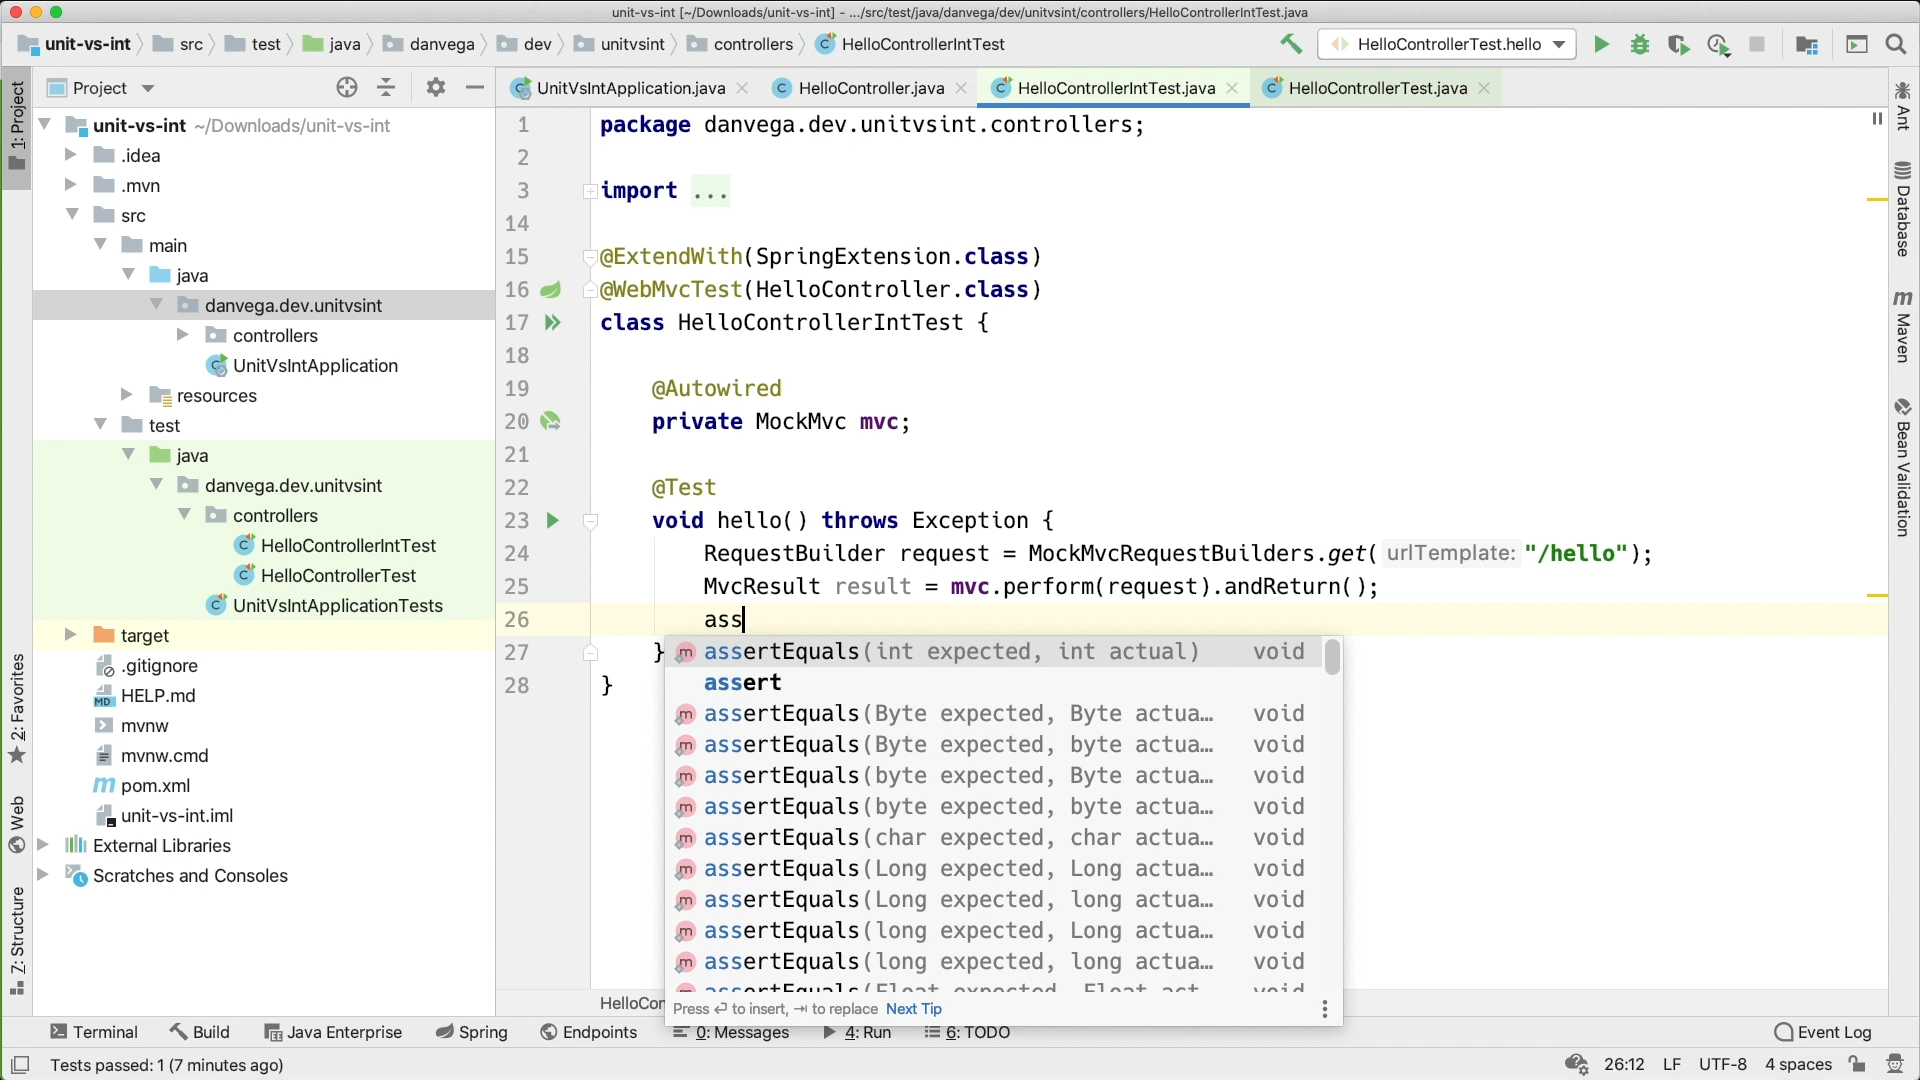 unit-vs-int [~/Downloads/unit-vs-int] - .../src/test/java/danvega/dev/unitvsint/controllers/HelloControllerIntTest.java
unit-vs-int src test java danvega dev unitvsint controllers HelloControllerIntTest HelloControllerTest.hello
Project
UnitVsIntApplication.java HelloController.java HelloControllerIntTest.java HelloControllerTest.java
1: Project
2: Favorites
Web
Z: Structure
unit-vs-int ~/Downloads/unit-vs-int
.idea
.mvn
src
main
java
danvega.dev.unitvsint
controllers
UnitVsIntApplication
resources
test
java
danvega.dev.unitvsint
controllers
HelloControllerIntTest
HelloControllerTest
UnitVsIntApplicationTests
target
.gitignore
HELP.md
mvnw
mvnw.cmd
pom.xml
unit-vs-int.iml
External Libraries
Scratches and Consoles
1 package danvega.dev.unitvsint.controllers;
2
3 import ...
14
15 @ExtendWith(SpringExtension.class)
16 @WebMvcTest(HelloController.class)
17 class HelloControllerIntTest {
18
19 @Autowired
20 private MockMvc mvc;
21
22 @Test
23 void hello() throws Exception {
24 RequestBuilder request = MockMvcRequestBuilders.get( urlTemplate: "/hello");
25 MvcResult result = mvc.perform(request).andReturn();
26 ass
27 }
28 }
assertEquals(int expected, int actual) void
assert
assertEquals(Byte expected, Byte actua… void
assertEquals(Byte expected, byte actua… void
assertEquals(byte expected, Byte actua… void
assertEquals(byte expected, byte actua… void
assertEquals(char expected, char actua… void
assertEquals(Long expected, Long actua… void
assertEquals(Long expected, long actua… void
assertEquals(long expected, Long actua… void
assertEquals(long expected, long actua… void
assertEquals(Float expected, Float act… void
HelloCon
Press ⏎ to insert, ⇥ to replace Next Tip
Ant
Database
Maven
Bean Validation
Terminal Build Java Enterprise Spring Endpoints 0: Messages 4: Run 6: TODO Event Log
Tests passed: 1 (7 minutes ago) 26:12 LF UTF-8 4 spaces